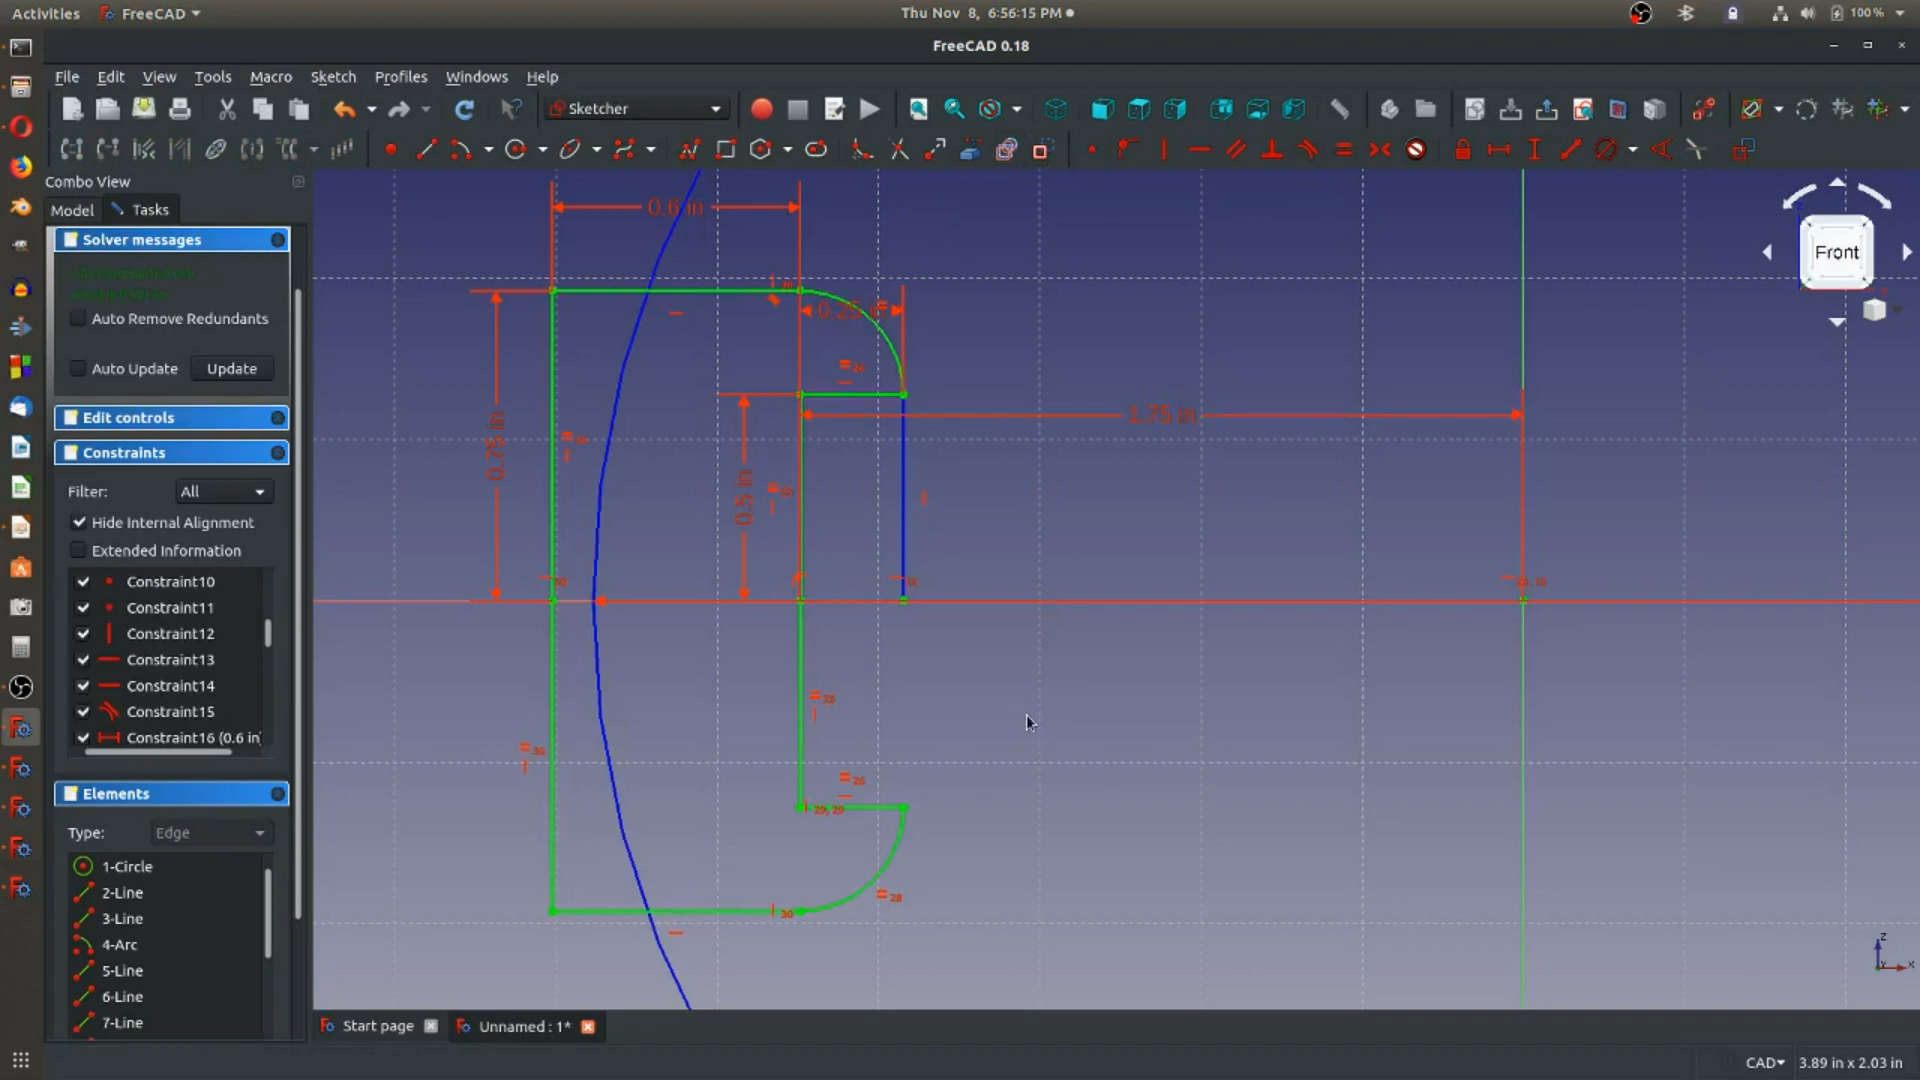 Activities
FreeCAD
Thu Nov 8, 6:56:15 PM
100%
FreeCAD 0.18
File Edit View Tools Macro Sketch Profiles Windows Help
Sketcher
Combo View
Model Tasks
Solver messages
Auto Remove Redundants
Auto Update Update
Edit controls
Constraints
Filter: All
Hide Internal Alignment
Extended Information
Constraint10
Constraint11
Constraint12
Constraint13
Constraint14
Constraint15
Constraint16 (0.6 in
Elements
Type: Edge
1-Circle
2-Line
3-Line
4-Arc
5-Line
6-Line
7-Line
0.6 in
0.75 in
0.5 in
1.75 in
28
30
Front
z
x
Start page
Unnamed : 1*
CAD
3.89 in x 2.03 in